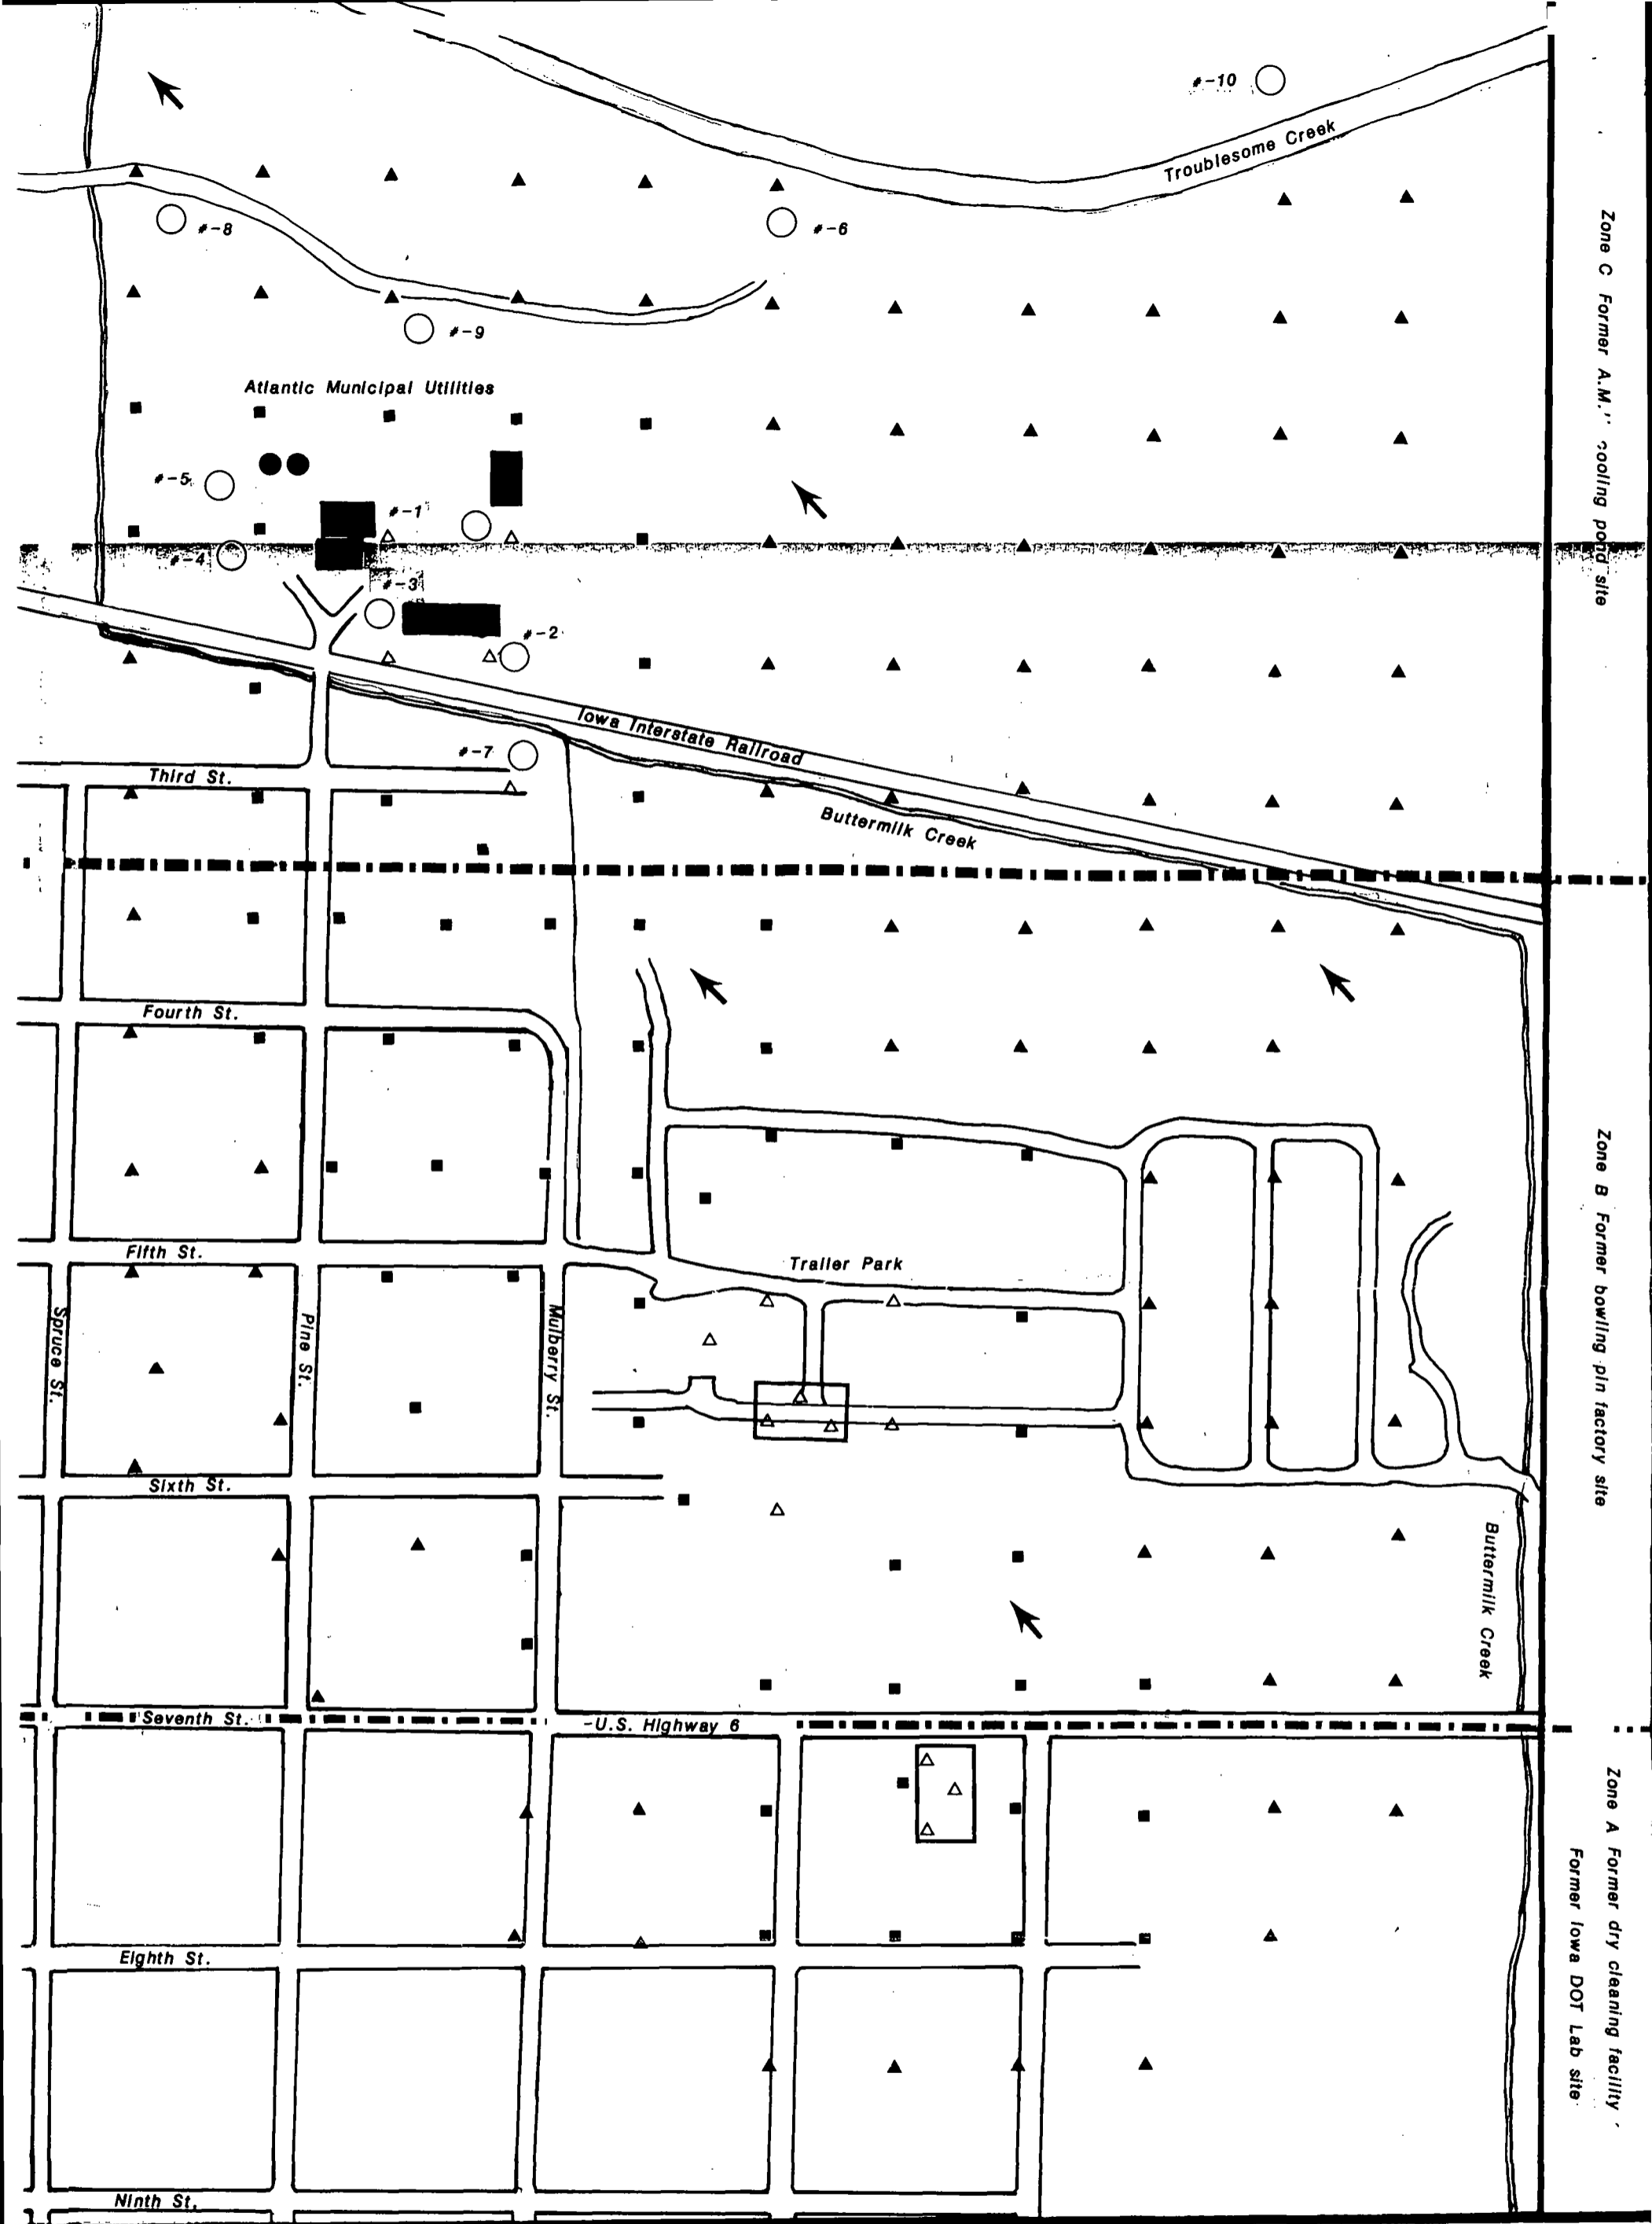 #-10
Troublesome Creek
#-8
#-6
#-9
Atlantic Municipal Utilities
#-5
#-1
#-4
#-3
#-2
Iowa Interstate Railroad
#-7
Third St.
Buttermilk Creek
Fourth St.
Fifth St.
Trailer Park
Spruce St.
Pine St.
Mulberry St.
Sixth St.
Buttermilk Creek
Seventh St.
U.S. Highway 6
Eighth St.
Ninth St.
Zone C Former A.M. cooling pond site
Zone B Former bowling pin factory site
Zone A Former dry cleaning facility
Former Iowa DOT Lab site